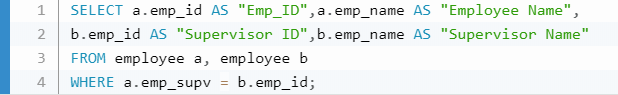 1 SELECT a.emp_id AS "Emp_ID",a.emp_name AS "Employee Name",
2 b.emp_id AS "Supervisor ID",b.emp_name AS "Supervisor Name"
3 FROM employee a, employee b
4 WHERE a.emp_supv = b.emp_id;